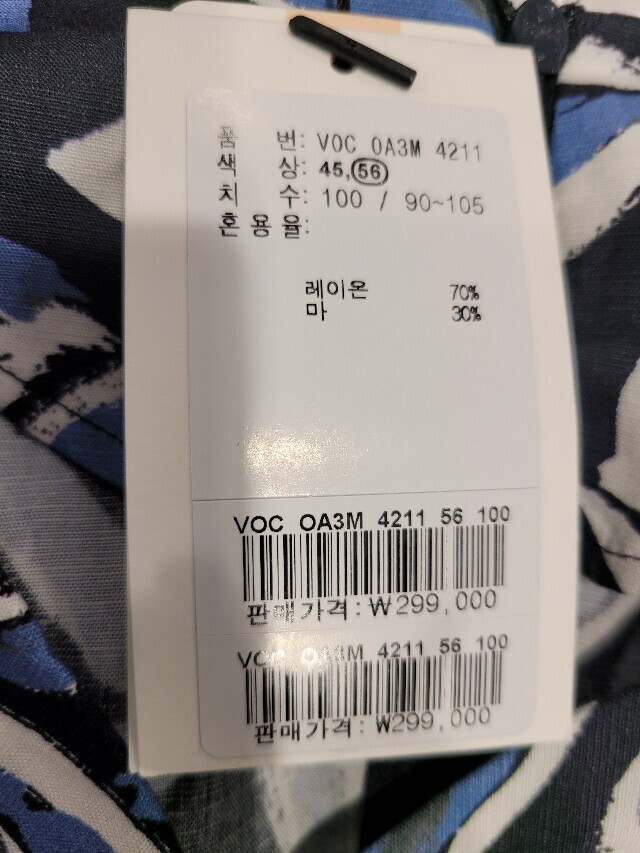 품 번: VOC OA3M 4211
색 상: 45,56
치 수: 100 / 90~105
혼용율:
레이온 70%
마 30%
VOC OA3M 4211 56 100
판매가격:₩299,000
VOC OA3M 4211 56 100
판매가격:₩299,000